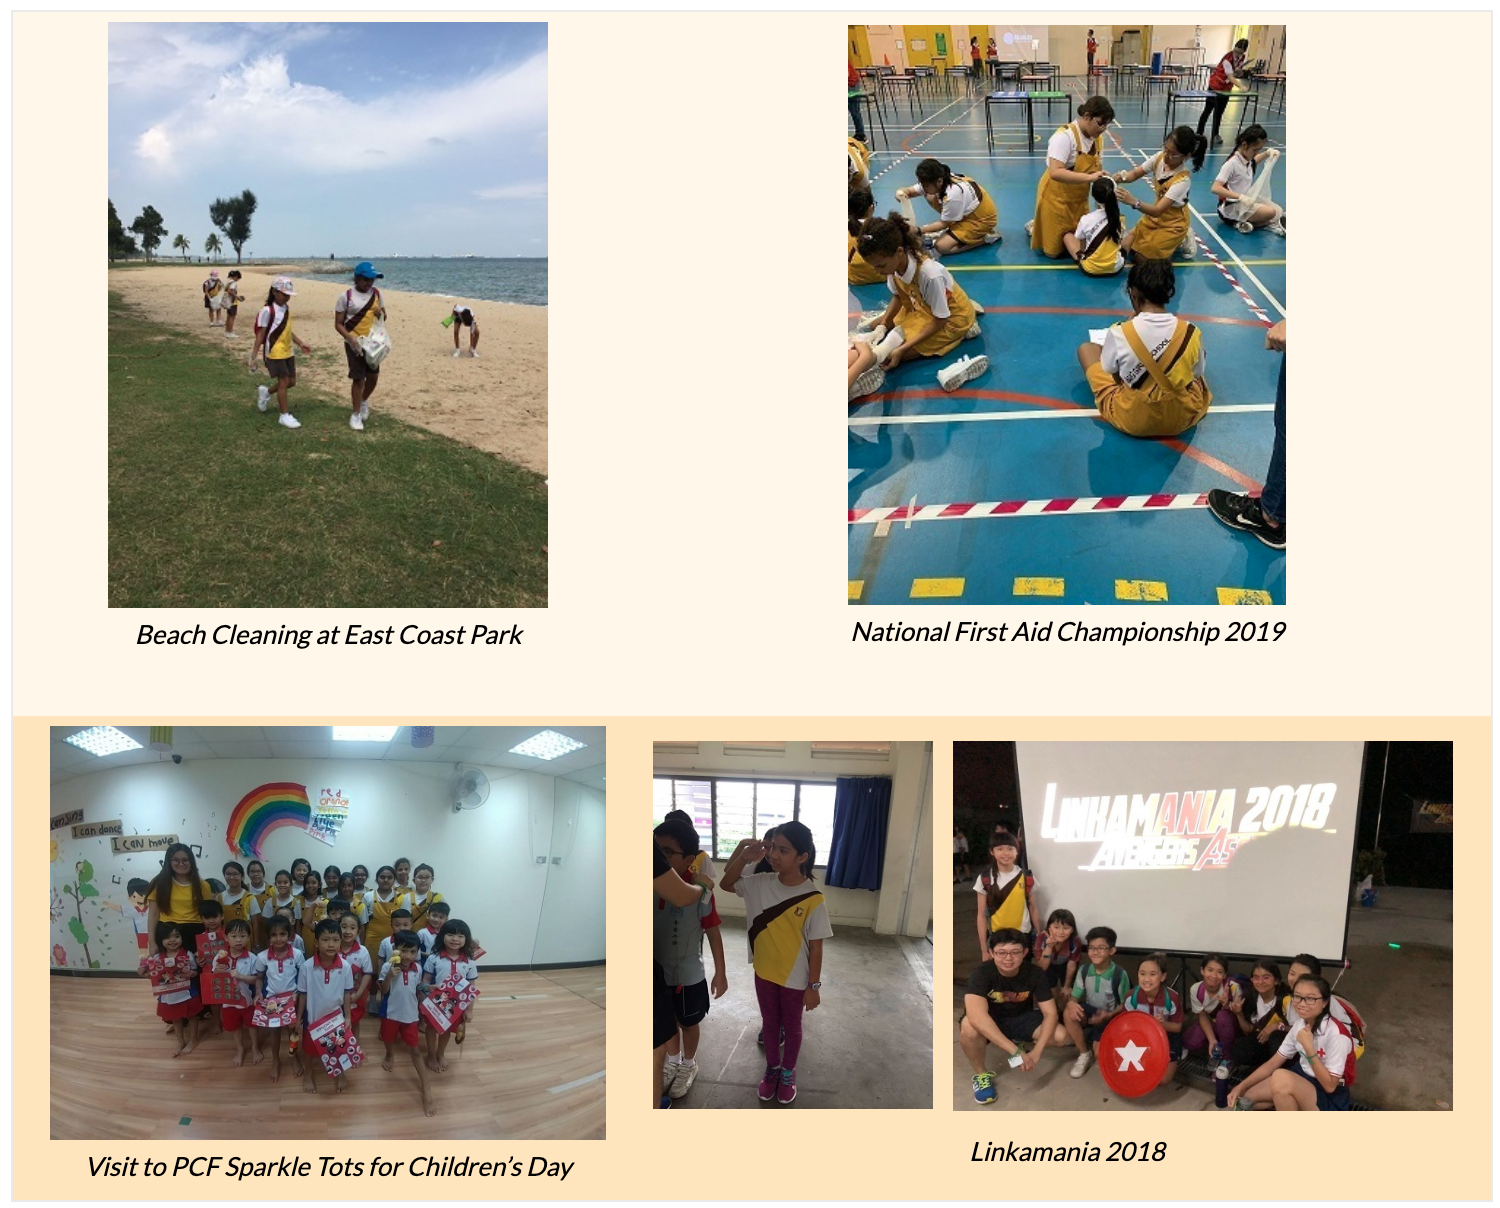 Beach Cleaning at East Coast Park
National First Aid Championship 2019
I can dance
I can move
red
LINKAMANIA 2018
AVENGERS AS
Visit to PCF Sparkle Tots for Children's Day
Linkamania 2018